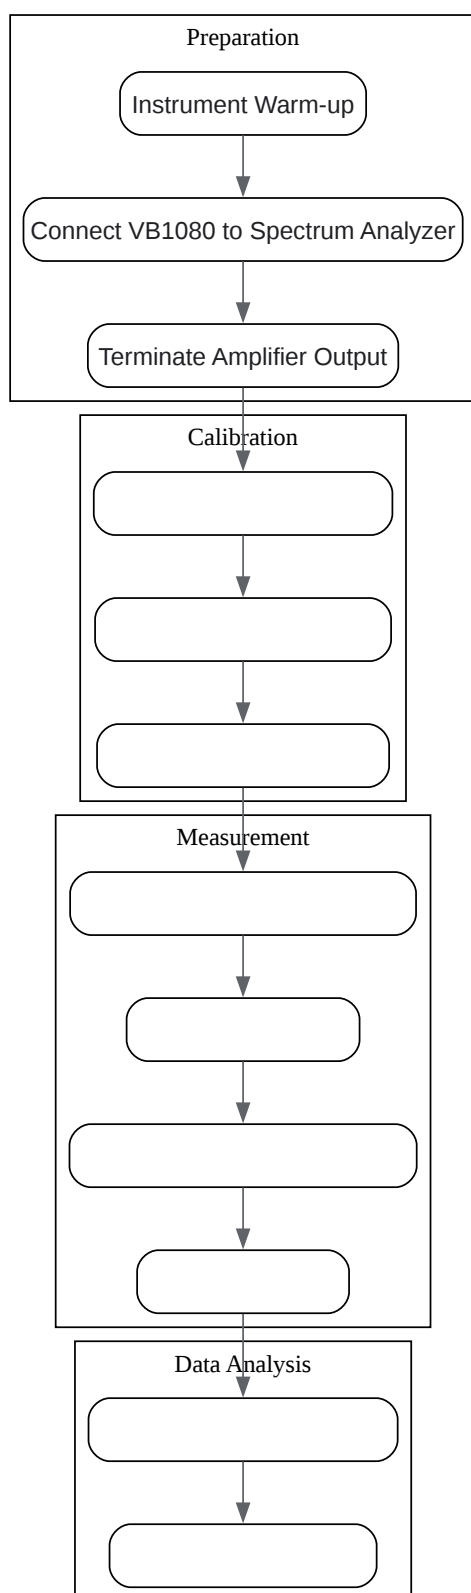 Preparation
Instrument Warm-up
Connect VB1080 to Spectrum Analyzer
Terminate Amplifier Output
Calibration
Measurement
Data Analysis